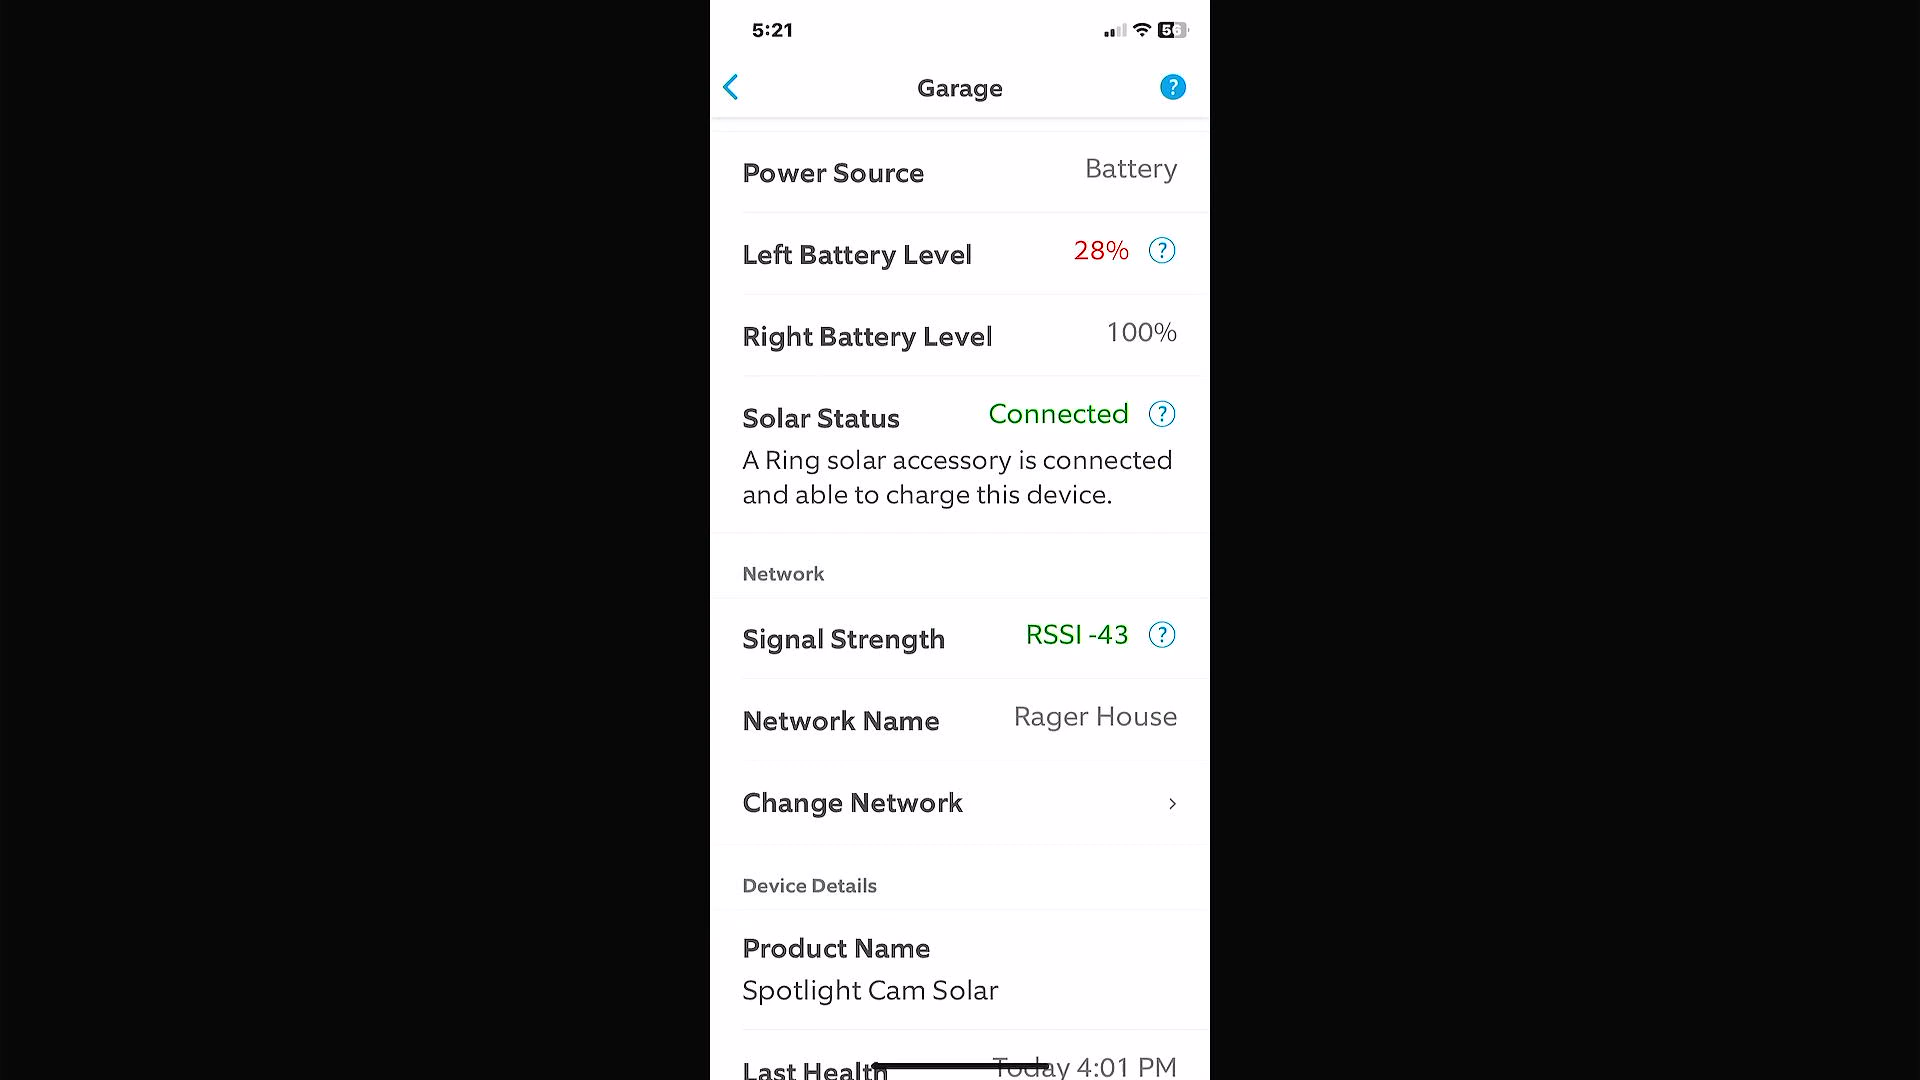 5:21
56
Garage
?
Power Source Battery
Left Battery Level 28% ?
Right Battery Level 100%
Solar Status Connected ?
A Ring solar accessory is connected
and able to charge this device.
Network
Signal Strength RSSI -43 ?
Network Name Rager House
Change Network
Device Details
Product Name
Spotlight Cam Solar
Last Health Today 4:01 PM